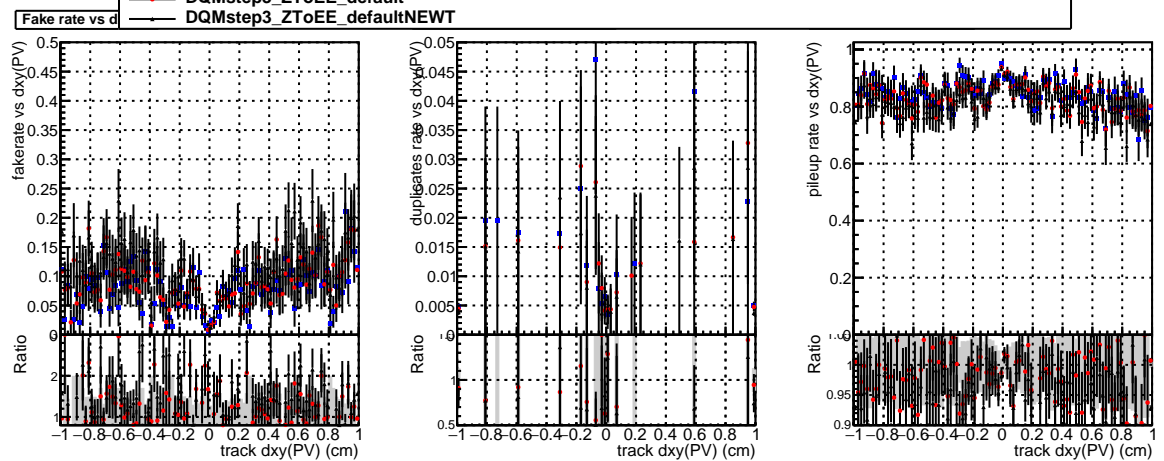 DQMstep3_ZToEE_default
DQMstep3_ZToEE_defaultNEWT
Fake rate vs d
fakerate vs dxy(PV)
0.5
0.45
0.4
0.35
0.3
0.25
0.2
0.15
0.1
0.05
0
Ratio
2
1
−1 −0.8 −0.6 −0.4 −0.2 0 0.2 0.4 0.6 0.8 1
track dxy(PV) (cm)
duplicates rate vs dxy(PV)
0.05
0.045
0.04
0.035
0.03
0.025
0.02
0.015
0.01
0.005
0
Ratio
1
0.5
−1 −0.8 −0.6 −0.4 −0.2 0 0.2 0.4 0.6 0.8 1
track dxy(PV) (cm)
pileup rate vs dxy(PV)
1
0.8
0.6
0.4
0.2
0
Ratio
1
0.95
0.9
−1 −0.8 −0.6 −0.4 −0.2 0 0.2 0.4 0.6 0.8 1
track dxy(PV) (cm)